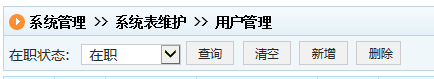 系统管理 >> 系统表维护 >> 用户管理
在职状态： 在职 查询 清空 新增 删除